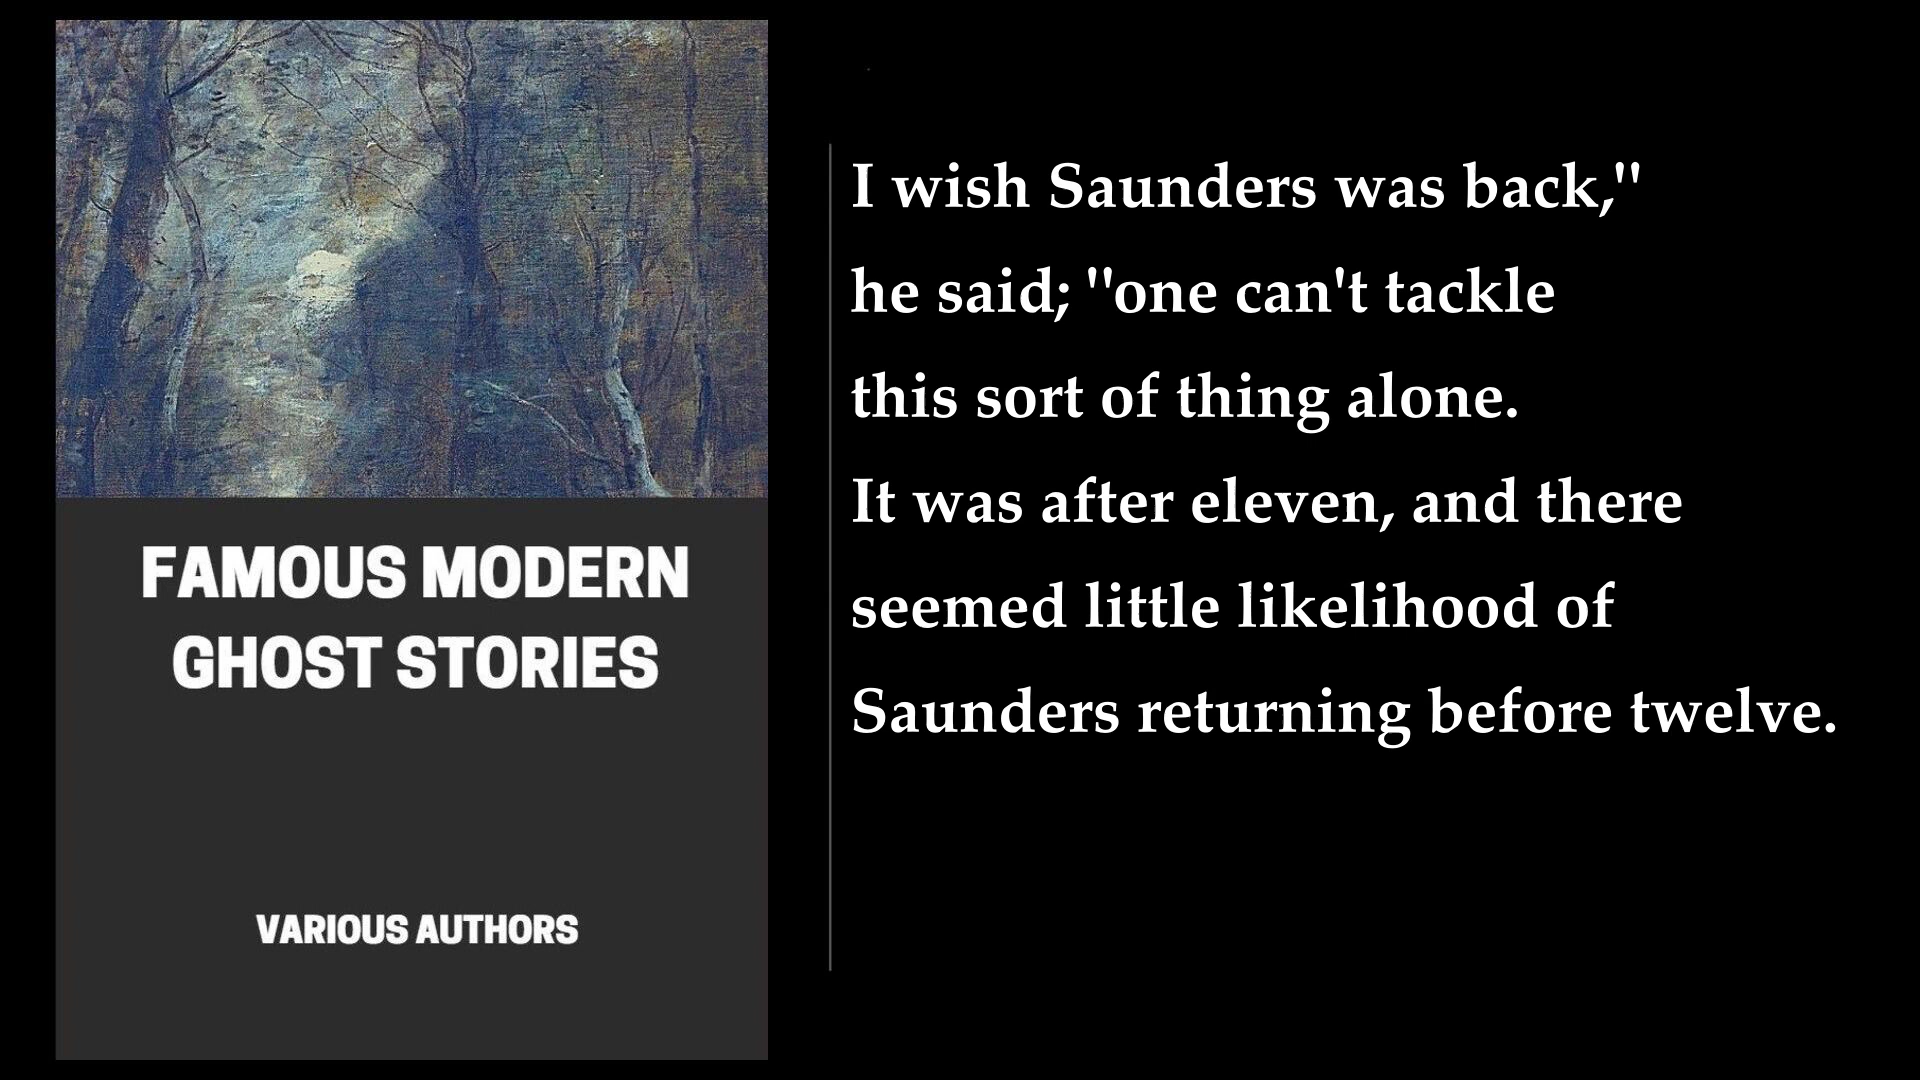 FAMOUS MODERN
GHOST STORIES
VARIOUS AUTHORS
I wish Saunders was back,"
he said; "one can't tackle
this sort of thing alone.
It was after eleven, and there
seemed little likelihood of
Saunders returning before twelve.